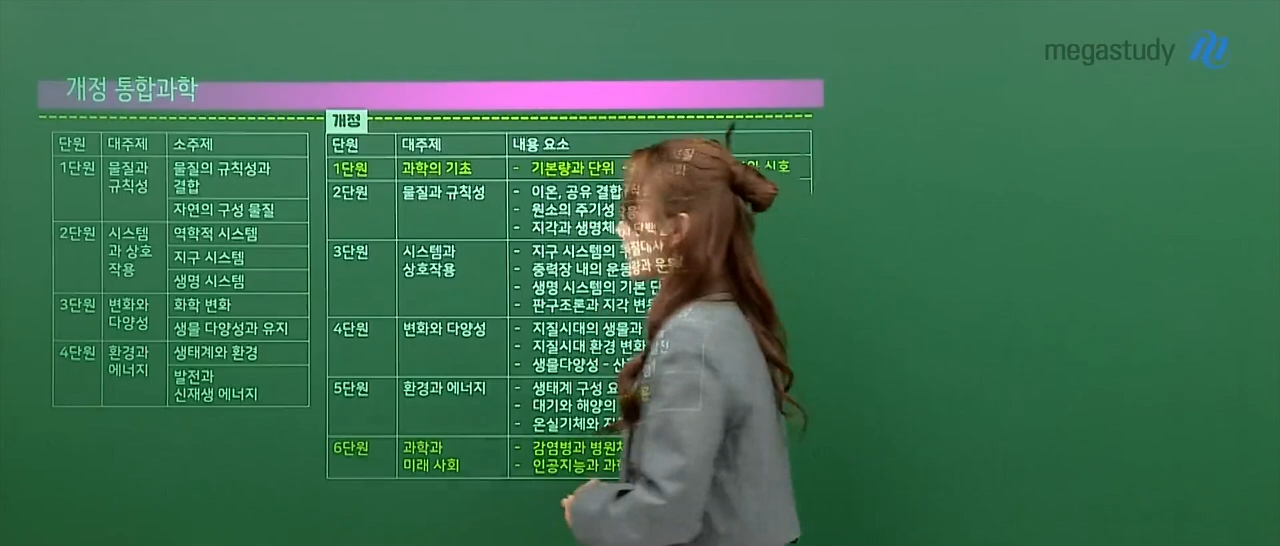 megastudy
개정 통합과학
단원 대주제 소주제
1단원 물질과 규칙성 물질의 규칙성과 결합
자연의 구성 물질
2단원 시스템과 상호 작용 역학적 시스템
지구 시스템
생명 시스템
3단원 변화와 다양성 화학 변화
생물 다양성과 유지
4단원 환경과 에너지 생태계와 환경
발전과 신재생 에너지
개정
단원 대주제 내용 요소
1단원 과학의 기초 - 기본량과 단위 신호
2단원 물질과 규칙성 - 이온, 공유 결합
- 원소의 주기성
- 지각과 생명체
3단원 시스템과 상호작용 - 지구 시스템의
- 중력장 내의 운동
- 생명 시스템의 기본
- 판구조론과 지각
4단원 변화와 다양성 - 지질시대의 생물과
- 지질시대 환경 변화
- 생물다양성 -
5단원 환경과 에너지 - 생태계 구성
- 대기와 해양의
- 온실기체와
6단원 과학과 미래 사회 - 감염병과
- 인공지능과